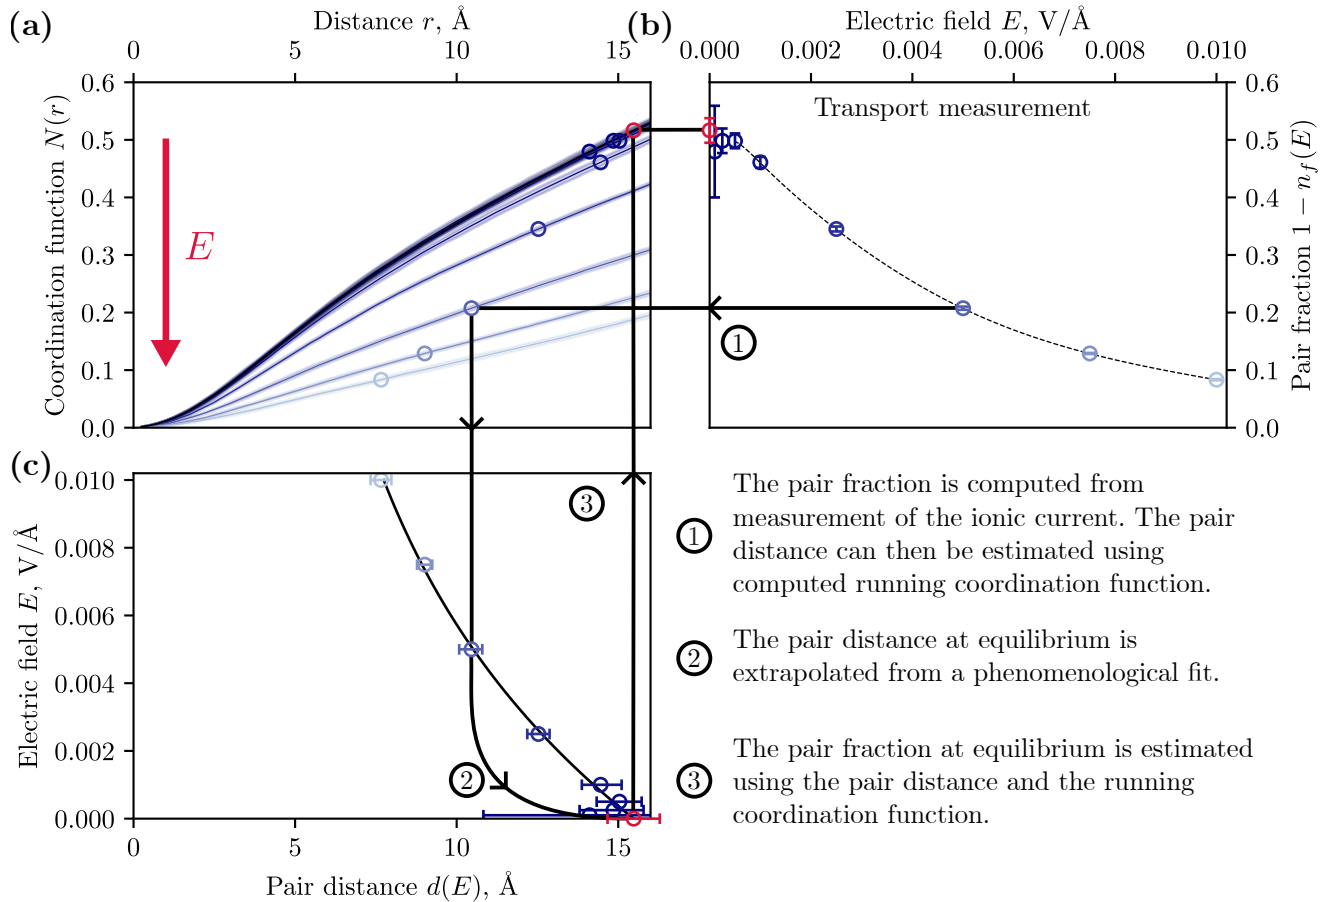 (a)
Distance r, Å
0
5
10
15
Coordination function N(r)
0.6
0.5
0.4
0.3
0.2
0.1
0.0
E
(b)
Electric field E, V/Å
0.000
0.002
0.004
0.006
0.008
0.010
Transport measurement
1
0.6
0.5
0.4
0.3
0.2
0.1
0.0
Pair fraction 1 − n_f(E)
(c)
Electric field E, V/Å
0.010
0.008
0.006
0.004
0.002
0.000
3
2
0
5
10
15
Pair distance d(E), Å
1
The pair fraction is computed from
measurement of the ionic current. The pair
distance can then be estimated using
computed running coordination function.
2
The pair distance at equilibrium is
extrapolated from a phenomenological fit.
3
The pair fraction at equilibrium is estimated
using the pair distance and the running
coordination function.